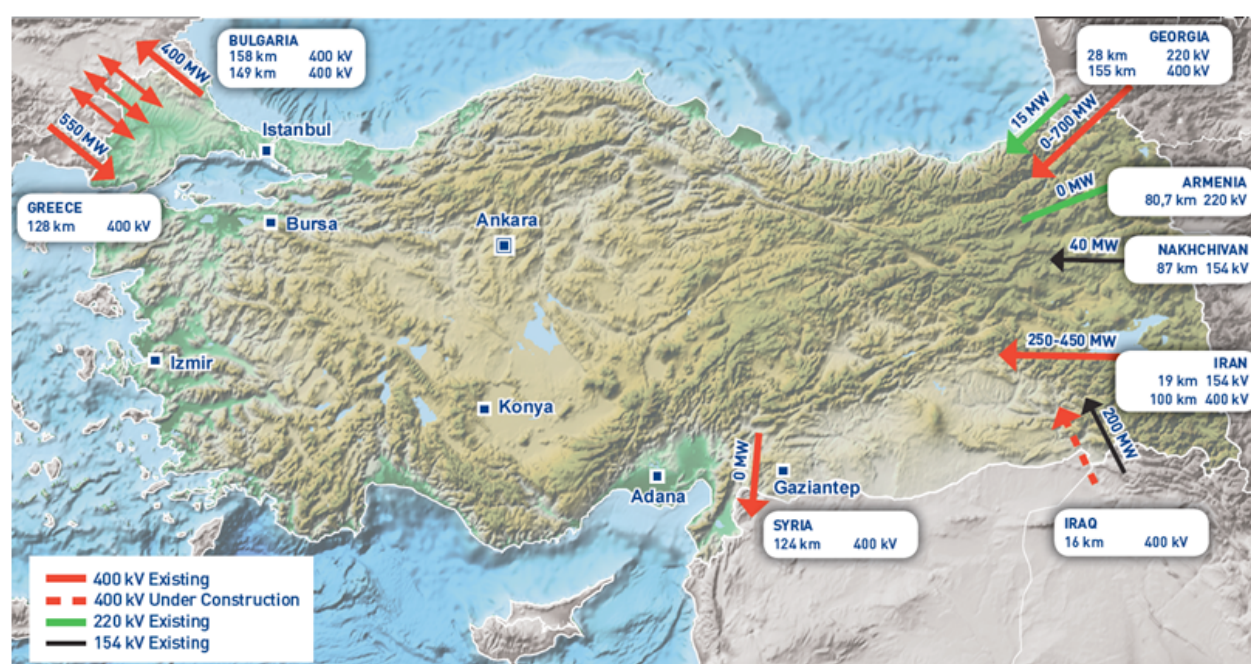 BULGARIA
158 km 400 kV
149 km 400 kV
400 MW
550 MW
GREECE
128 km 400 kV
GEORGIA
28 km 220 kV
155 km 400 kV
15 MW
0-700 MW
ARMENIA
80,7 km 220 kV
0 MW
NAKHCHIVAN
87 km 154 kV
40 MW
IRAN
19 km 154 kV
100 km 400 kV
250-450 MW
200 MW
IRAQ
16 km 400 kV
0 MW
SYRIA
124 km 400 kV
Istanbul
Bursa
Ankara
Izmir
Konya
Adana
Gaziantep
400 kV Existing
400 kV Under Construction
220 kV Existing
154 kV Existing